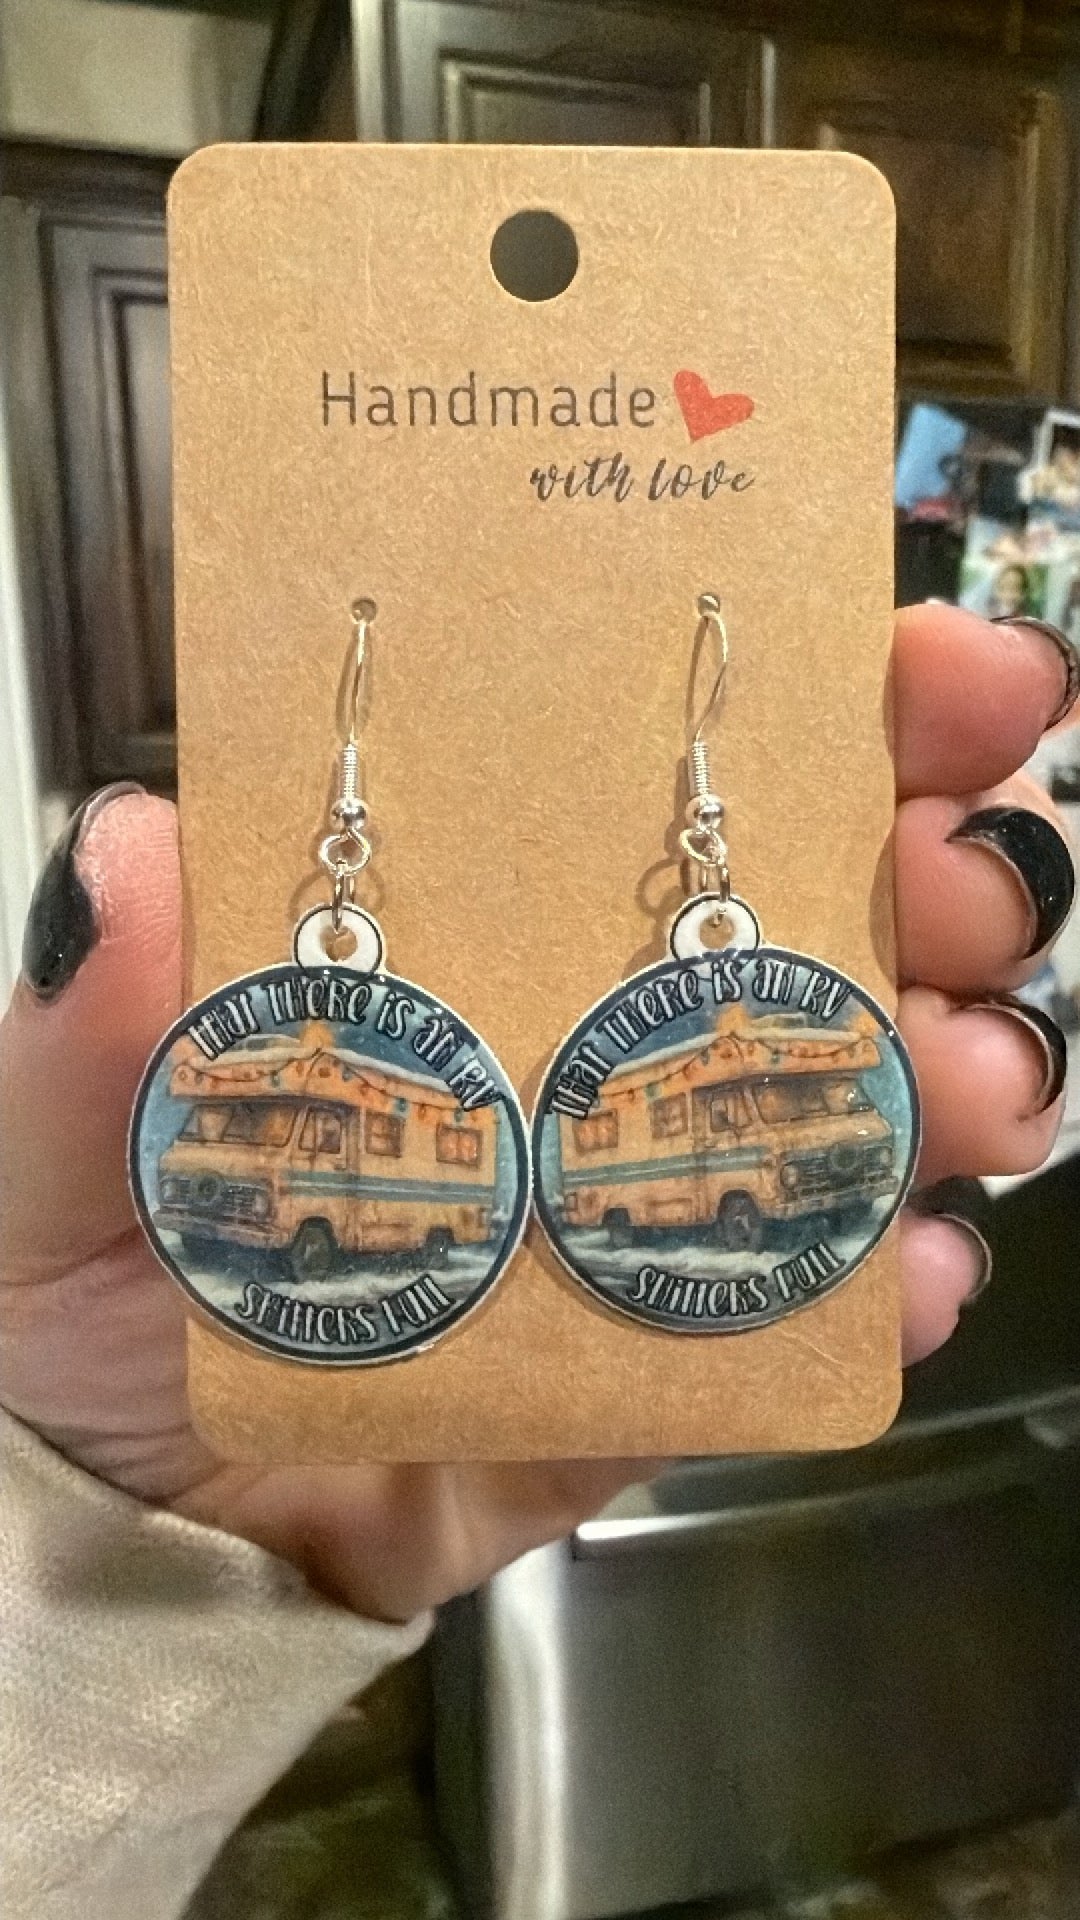 Handmade
with love
That There is an RV
Shitters Full
That There is an RV
Shitters Full